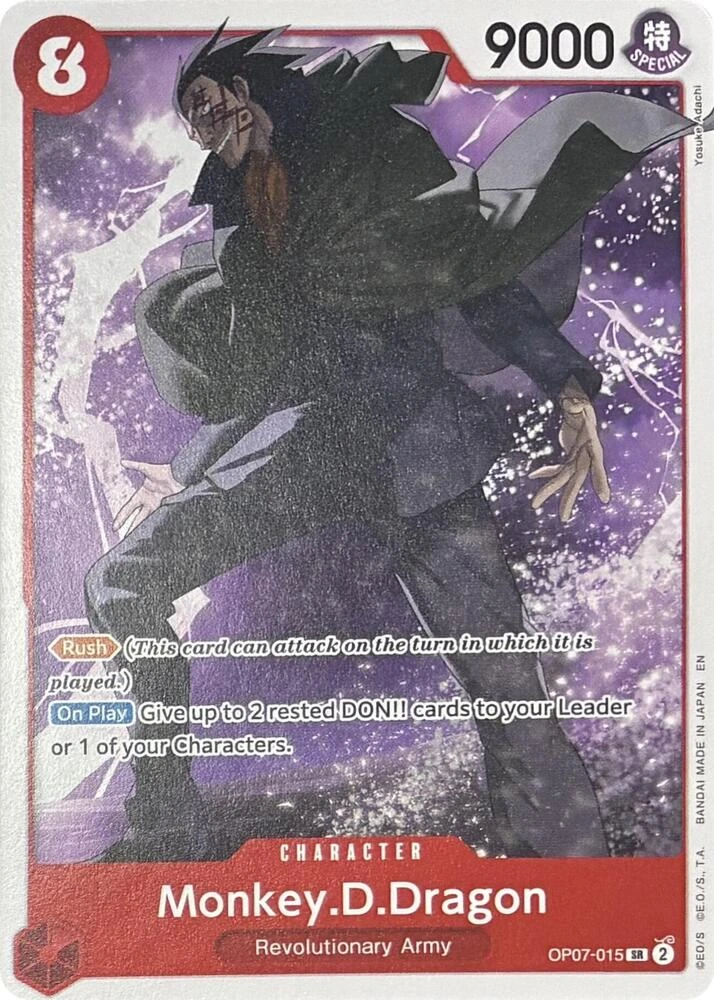 8
9000
特
SPECIAL
Yosuke Adachi
Rush (This card can attack on the turn in which it is
played.)
On Play Give up to 2 rested DON!! cards to your Leader
or 1 of your Characters.
CHARACTER
Monkey.D.Dragon
Revolutionary Army
OP07-015 SR 2
©EO/S ©E.O./S., T.A. BANDAI MADE IN JAPAN EN